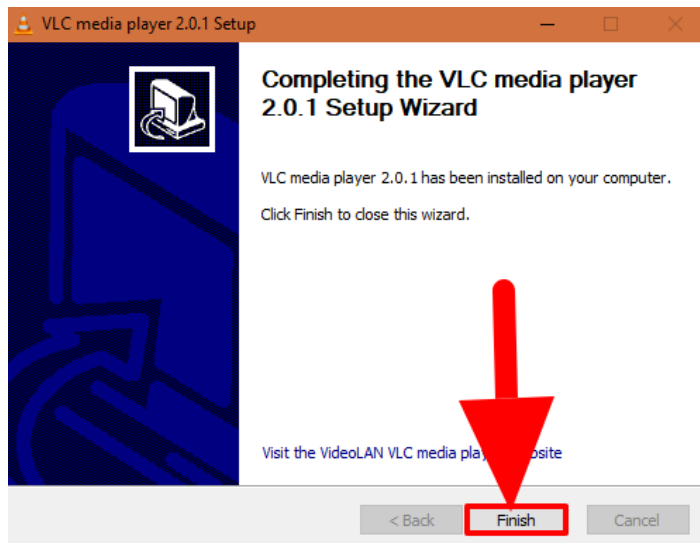 VLC media player 2.0.1 Setup
Completing the VLC media player
2.0.1 Setup Wizard
VLC media player 2.0.1 has been installed on your computer.
Click Finish to close this wizard.
Visit the VideoLAN VLC media
< Back
Finish
Cancel